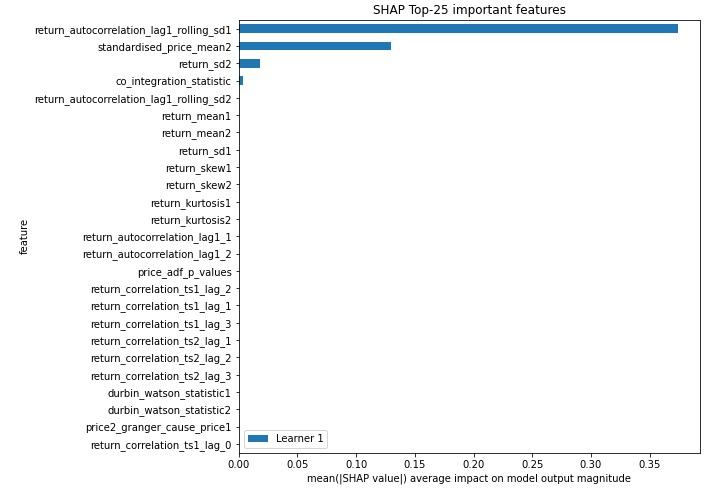 SHAP Top-25 important features
return_autocorrelation_lag1_rolling_sd1
standardised_price_mean2
return_sd2
co_integration_statistic
return_autocorrelation_lag1_rolling_sd2
return_mean1
return_mean2
return_sd1
return_skew1
return_skew2
return_kurtosis1
return_kurtosis2
return_autocorrelation_lag1_1
return_autocorrelation_lag1_2
price_adf_p_values
return_correlation_ts1_lag_2
return_correlation_ts1_lag_1
return_correlation_ts1_lag_3
return_correlation_ts2_lag_1
return_correlation_ts2_lag_2
return_correlation_ts2_lag_3
durbin_watson_statistic1
durbin_watson_statistic2
price2_granger_cause_price1
return_correlation_ts1_lag_0
feature
Learner 1
0.00 0.05 0.10 0.15 0.20 0.25 0.30 0.35
mean(|SHAP value|) average impact on model output magnitude